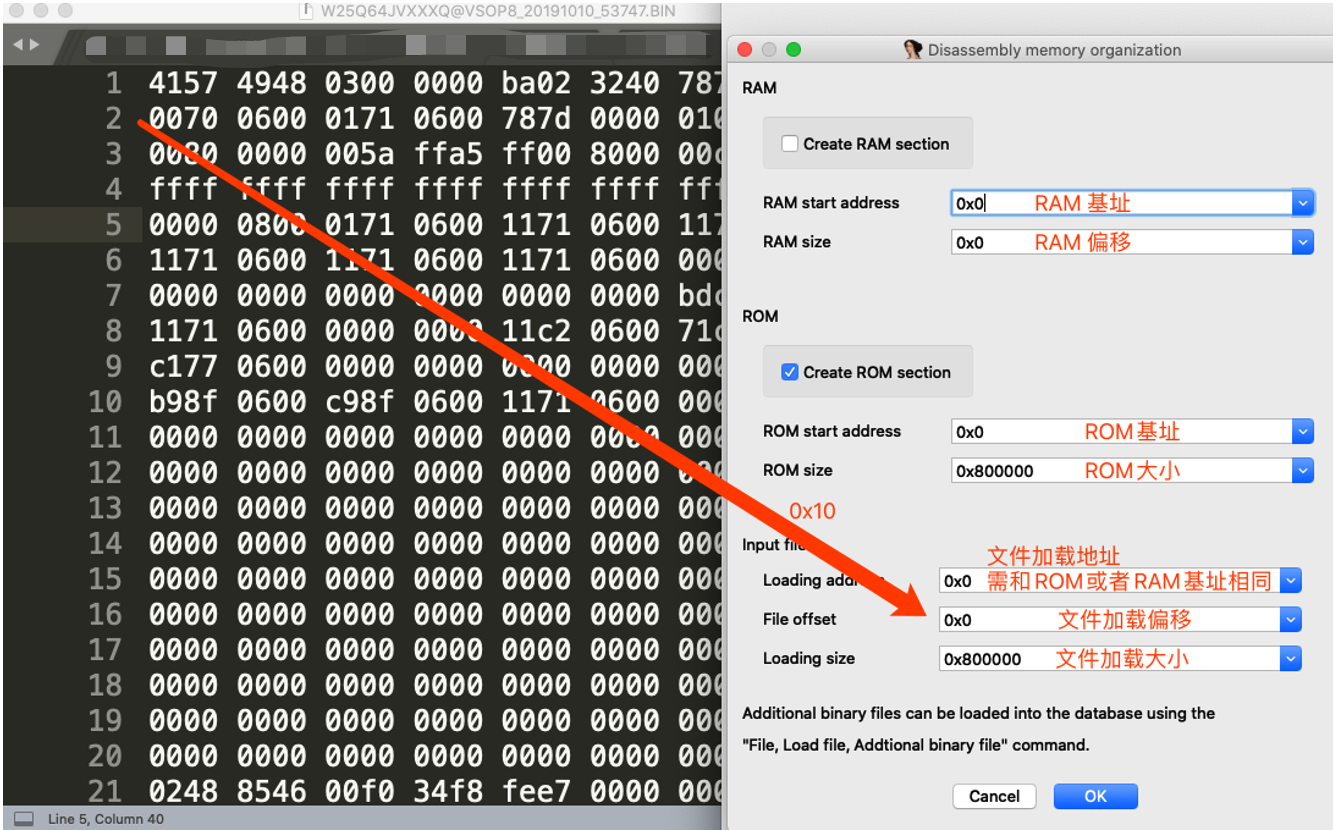 W25Q64JVXXXQ@VSOP8_20191010_53747.BIN
1 4157 4948 0300 0000 ba02 3240 787
2 0070 0600 0171 0600 787d 0000 010
3 0080 0000 005a ffa5 ff00 8000 00
4 ffff ffff ffff ffff ffff ffff fff
5 0000 0800 0171 0600 1171 0600 117
6 1171 0600 1171 0600 1171 0600 000
7 0000 0000 0000 0000 0000 0000 bd
8 1171 0600 0000 0000 11c2 0600 71
9 c177 0600 0000 0000 0000 0000 000
10 b98f 0600 c98f 0600 1171 0600 000
11 0000 0000 0000 0000 0000 0000 000
12 0000 0000 0000 0000 0000 0000 000
13 0000 0000 0000 0000 0000 0000 000
14 0000 0000 0000 0000 0000 0000 000
15 0000 0000 0000 0000 0000 0000 000
16 0000 0000 0000 0000 0000 0000 000
17 0000 0000 0000 0000 0000 0000 000
18 0000 0000 0000 0000 0000 0000 000
19 0000 0000 0000 0000 0000 0000 000
20 0000 0000 0000 0000 0000 0000 000
21 0248 8546 00f0 34f8 fee7 0000 000
Line 5, Column 40
Disassembly memory organization
RAM
Create RAM section
RAM start address 0x0 RAM 基址
RAM size 0x0 RAM 偏移
ROM
Create ROM section
ROM start address 0x0 ROM基址
ROM size 0x800000 ROM大小
0x10
Input file
文件加载地址
Loading address 0x0 需和ROM或者RAM基址相同
File offset 0x0 文件加载偏移
Loading size 0x800000 文件加载大小
Additional binary files can be loaded into the database using the
"File, Load file, Addtional binary file" command.
Cancel OK